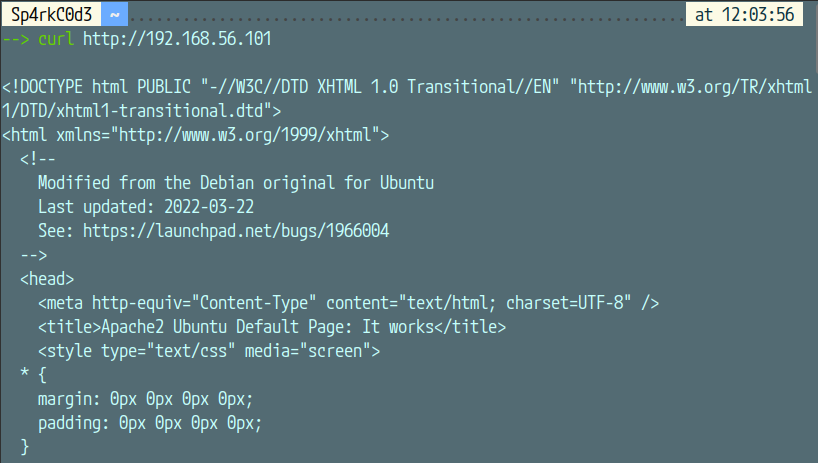 Sp4rkC0d3 ~ at 12:03:56
--> curl http://192.168.56.101
<!DOCTYPE html PUBLIC "-//W3C//DTD XHTML 1.0 Transitional//EN" "http://www.w3.org/TR/xhtml
1/DTD/xhtml1-transitional.dtd">
<html xmlns="http://www.w3.org/1999/xhtml">
  <!--
    Modified from the Debian original for Ubuntu
    Last updated: 2022-03-22
    See: https://launchpad.net/bugs/1966004
  -->
  <head>
    <meta http-equiv="Content-Type" content="text/html; charset=UTF-8" />
    <title>Apache2 Ubuntu Default Page: It works</title>
    <style type="text/css" media="screen">
  * {
    margin: 0px 0px 0px 0px;
    padding: 0px 0px 0px 0px;
  }